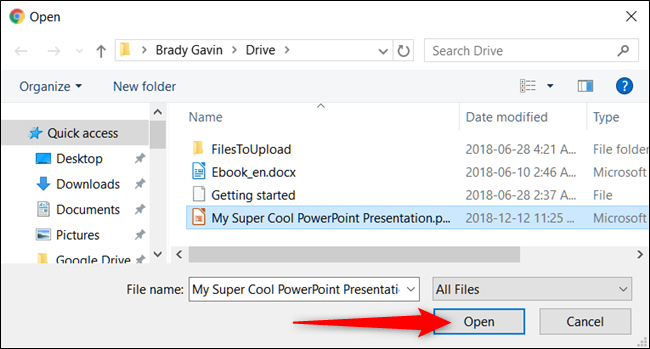 Open
Brady Gavin > Drive >
Search Drive
Organize
New folder
?
Name
Date modified
Type
Quick access
Desktop
Downloads
Documents
Pictures
Google Drive
FilesToUpload 2018-06-28 4:21 A... File folder
Ebook_en.docx 2018-06-10 2:46 A... Microsoft
Getting started 2018-06-28 2:37 A... File
My Super Cool PowerPoint Presentation.p... 2018-12-12 11:25 ... Microsoft
File name: My Super Cool PowerPoint Presentati
All Files
Open
Cancel